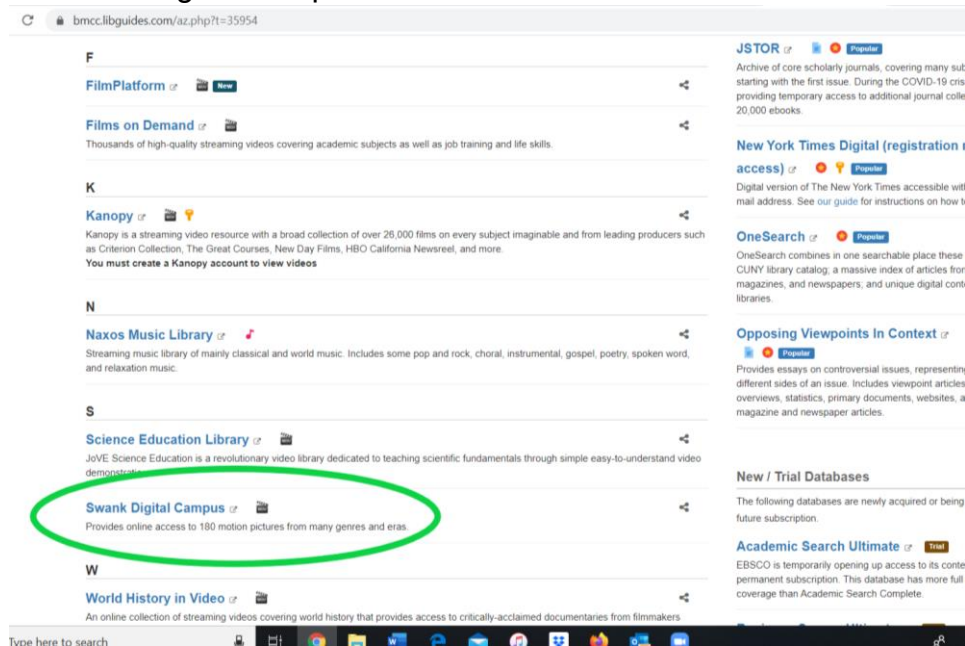 bmcc.libguides.com/az.php?t=35954
F
FilmPlatform New
Films on Demand
Thousands of high-quality streaming videos covering academic subjects as well as job training and life skills.
K
Kanopy
Kanopy is a streaming video resource with a broad collection of over 26,000 films on every subject imaginable and from leading producers such
as Criterion Collection, The Great Courses, New Day Films, HBO California Newsreel, and more.
You must create a Kanopy account to view videos
N
Naxos Music Library
Streaming music library of mainly classical and world music. Includes some pop and rock, choral, instrumental, gospel, poetry, spoken word,
and relaxation music.
S
Science Education Library
JoVE Science Education is a revolutionary video library dedicated to teaching scientific fundamentals through simple easy-to-understand video
Swank Digital Campus
Provides online access to 180 motion pictures from many genres and eras.
W
World History in Video
An online collection of streaming videos covering world history that provides access to critically-acclaimed documentaries from filmmakers
JSTOR Popular
Archive of core scholarly journals, covering many
starting with the first issue. During the COVID-19
providing temporary access to additional journal
20,000 ebooks.
New York Times Digital (registration
access) Popular
Digital version of The New York Times accessible
mail address. See our guide for instructions on how
OneSearch Popular
OneSearch combines in one searchable place these
CUNY library catalog; a massive index of articles
magazines, and newspapers; and unique digital
libraries.
Opposing Viewpoints In Context
Popular
Provides essays on controversial issues, representing
different sides of an issue. Includes viewpoint articles
overviews, statistics, primary documents, websites,
magazine and newspaper articles.
New / Trial Databases
The following databases are newly acquired or being
future subscription.
Academic Search Ultimate Trial
EBSCO is temporarily opening up access to its
permanent subscription. This database has more full
coverage than Academic Search Complete.
Type here to search